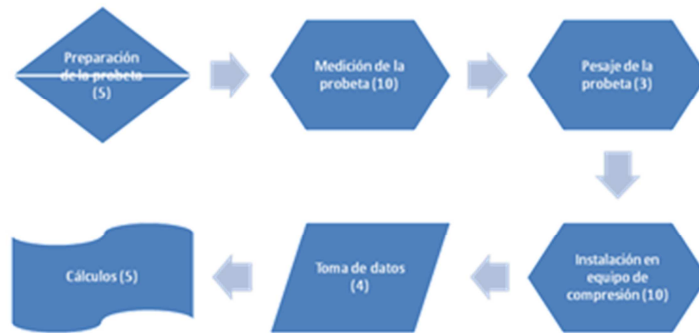 Preparación
de la probeta
(5)
Medición de la
probeta (10)
Pesaje de la
probeta (3)
Instalación en
equipo de
compresión (10)
Toma de datos
(4)
Cálculos (5)